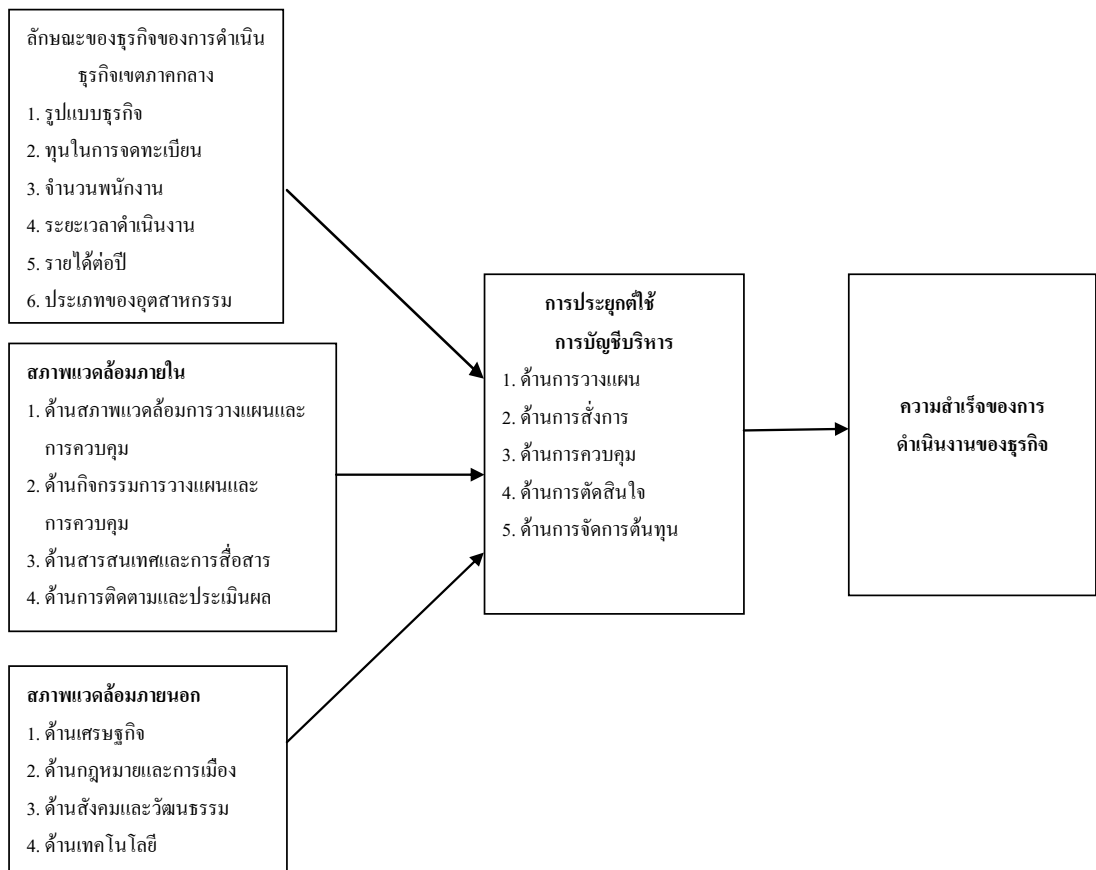 ลักษณะของธุรกิจของการดำเนิน
ธุรกิจเขตภาคกลาง
1. รูปแบบธุรกิจ
2. ทุนในการจดทะเบียน
3. จำนวนพนักงาน
4. ระยะเวลาดำเนินงาน
5. รายได้ต่อปี
6. ประเภทของอุตสาหกรรม
สภาพแวดล้อมภายใน
1. ด้านสภาพแวดล้อมการวางแผนและ
การควบคุม
2. ด้านกิจกรรมการวางแผนและ
การควบคุม
3. ด้านสารสนเทศและการสื่อสาร
4. ด้านการติดตามและประเมินผล
สภาพแวดล้อมภายนอก
1. ด้านเศรษฐกิจ
2. ด้านกฎหมายและการเมือง
3. ด้านสังคมและวัฒนธรรม
4. ด้านเทคโนโลยี
การประยุกต์ใช้
การบัญชีบริหาร
1. ด้านการวางแผน
2. ด้านการสั่งการ
3. ด้านการควบคุม
4. ด้านการตัดสินใจ
5. ด้านการจัดการต้นทุน
ความสำเร็จของการ
ดำเนินงานของธุรกิจ